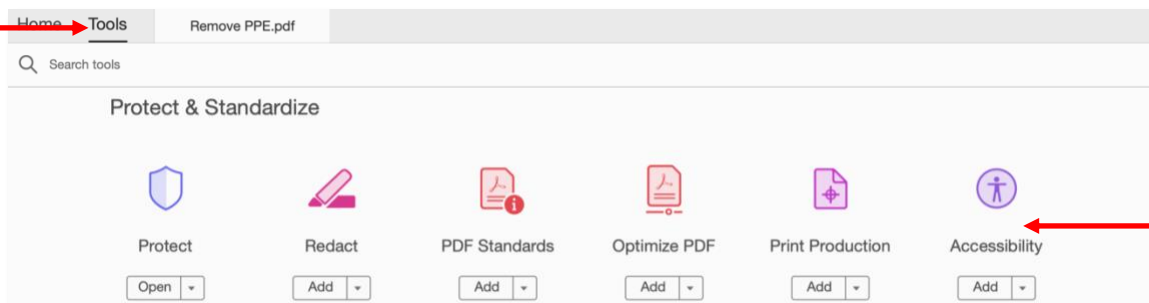 Home Tools Remove PPE.pdf
Search tools
Protect & Standardize
Protect Redact PDF Standards Optimize PDF Print Production Accessibility
Open Add Add Add Add Add